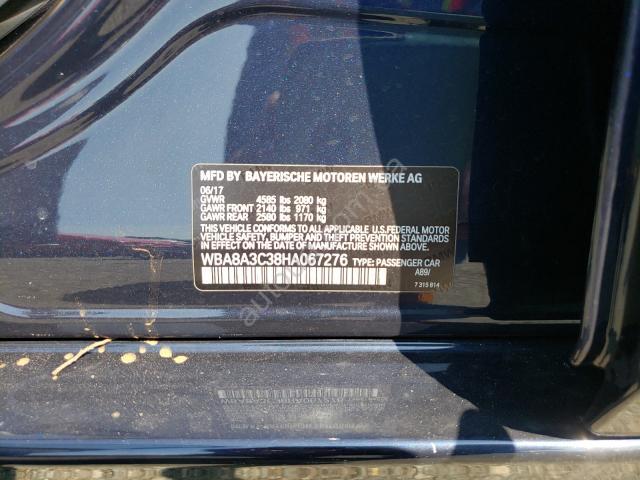 MFD BY BAYERISCHE MOTOREN WERKE AG
06/17
GVWR 4585 lbs 2080 kg
GAWR FRONT 2140 lbs 971 kg
GAWR REAR 2580 lbs 1170 kg
THIS VEHICLE CONFORMS TO ALL APPLICABLE U.S.FEDERAL MOTOR
VEHICLE SAFETY, BUMPER AND THEFT PREVENTION STANDARDS
IN EFFECT ON THE DATE OF MANUFACTURE SHOWN ABOVE.
WBA8A3C38HA067276 TYPE: PASSENGER CAR
A89/
7 315 814